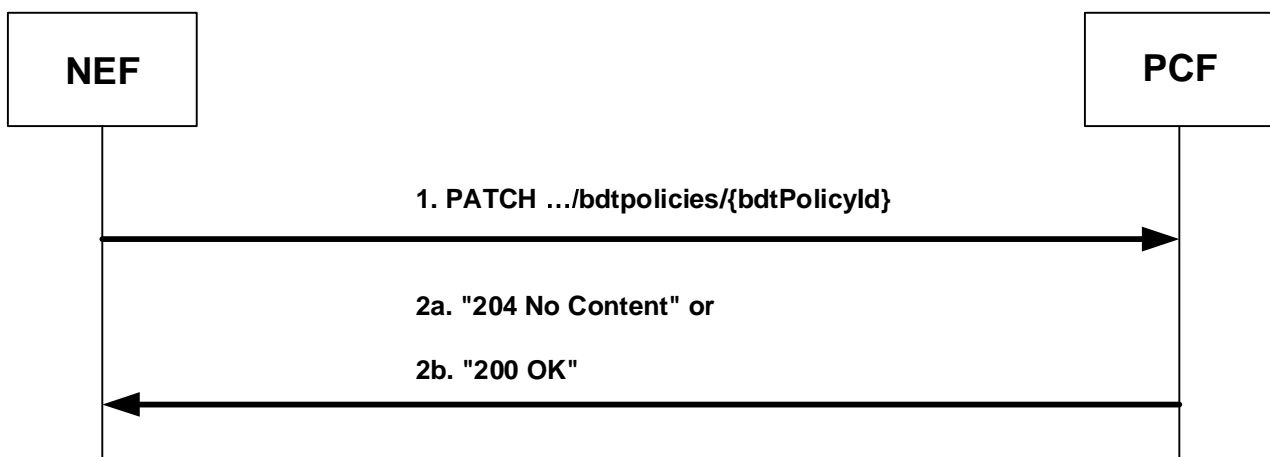 NEF
PCF
1. PATCH …/bdtpolicies/{bdtPolicyId}
2a. "204 No Content" or
2b. "200 OK"